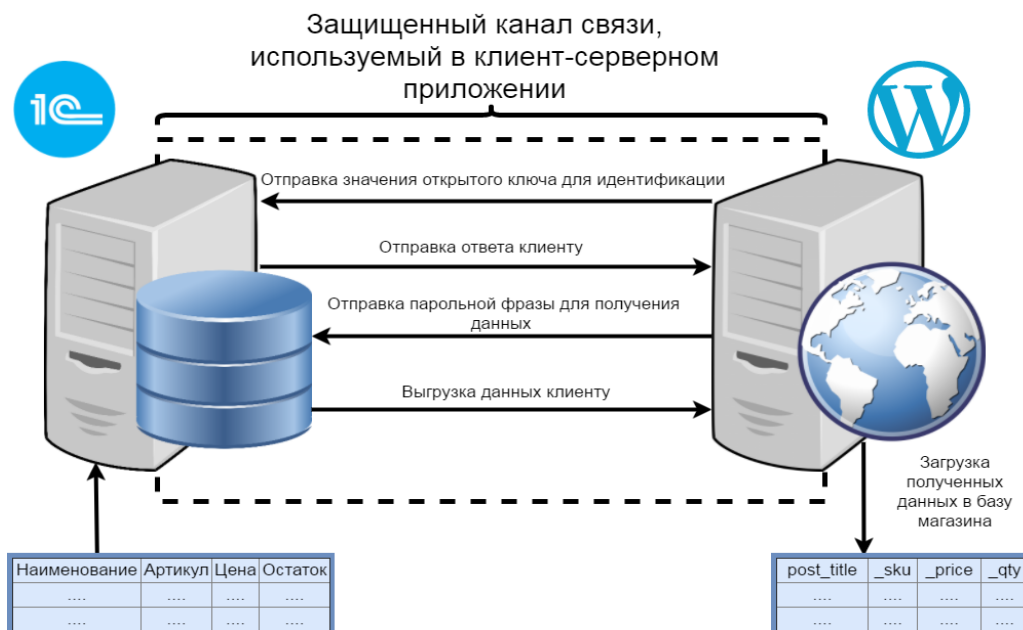 Защищенный канал связи,
используемый в клиент-серверном
приложении
1С
W
Отправка значения открытого ключа для идентификации
Отправка ответа клиенту
Отправка парольной фразы для получения
данных
Выгрузка данных клиенту
Загрузка
полученных
данных в базу
магазина
Наименование Артикул Цена Остаток
.... .... .... ....
.... .... .... ....
post_title _sku _price _qty
.... .... .... ....
.... .... .... ....